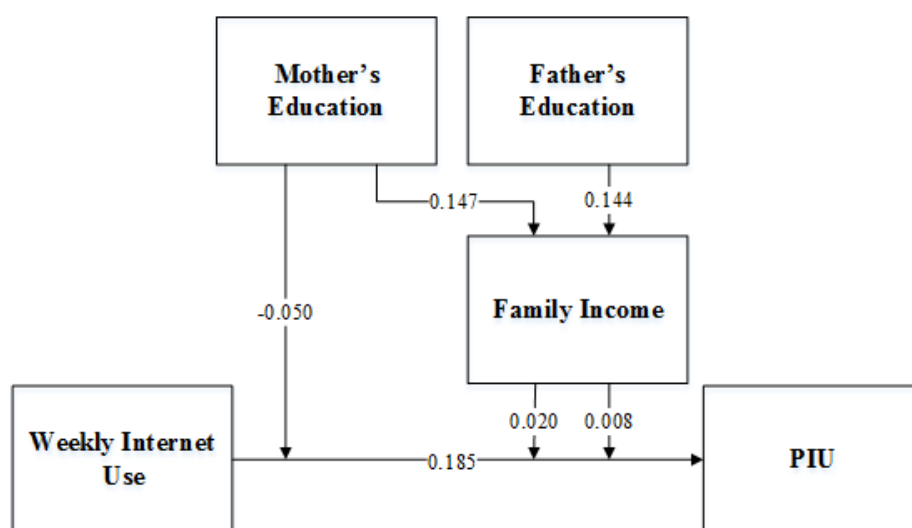 Mother's
Education
Father's
Education
0.147
0.144
-0.050
Family Income
0.020
0.008
Weekly Internet
Use
0.185
PIU